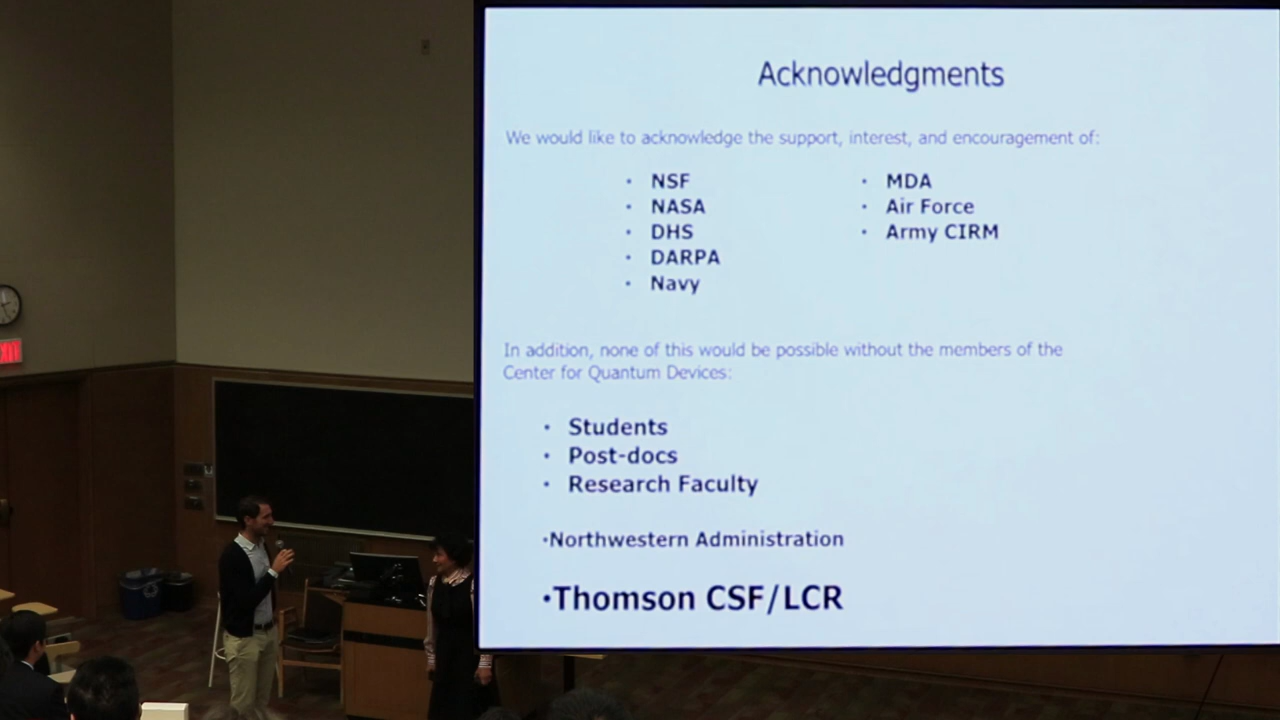 Acknowledgments
We would like to acknowledge the support, interest, and encouragement of:
· NSF
· NASA
· DHS
· DARPA
· Navy
· MDA
· Air Force
· Army CIRM
In addition, none of this would be possible without the members of the
Center for Quantum Devices:
· Students
· Post-docs
· Research Faculty
·Northwestern Administration
·Thomson CSF/LCR